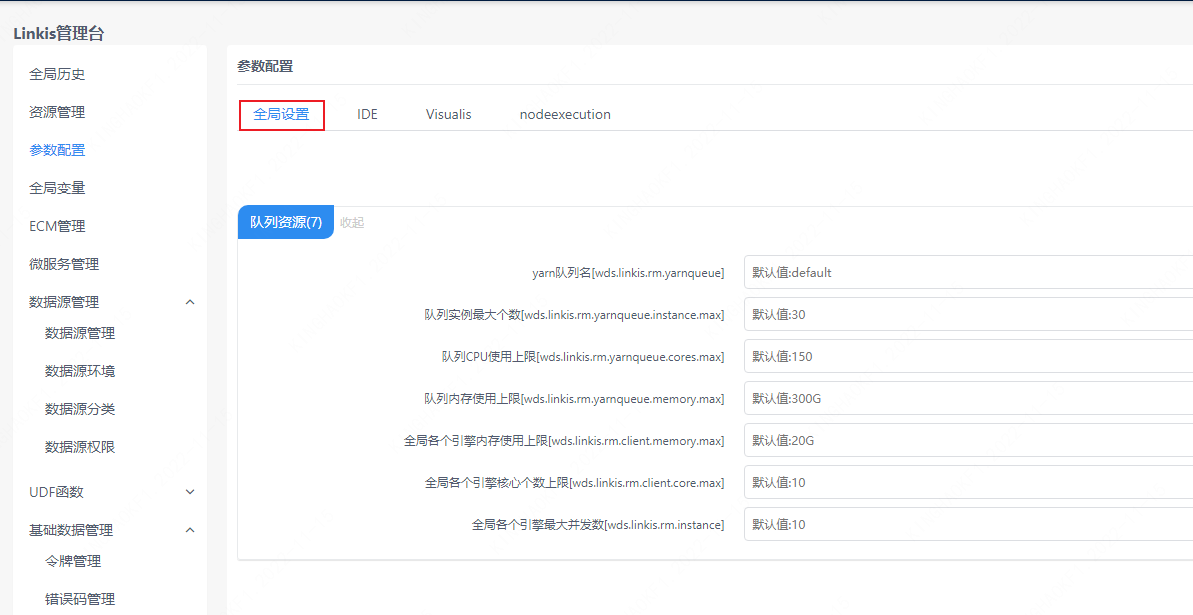 Linkis管理台
全局历史
资源管理
参数配置
全局变量
ECM管理
微服务管理
数据源管理
数据源管理
数据源环境
数据源分类
数据源权限
UDF函数
基础数据管理
令牌管理
错误码管理
参数配置
全局设置 IDE Visualis nodeexecution
队列资源(7) 收起
yarn队列名[wds.linkis.rm.yarnqueue] 默认值:default
队列实例最大个数[wds.linkis.rm.yarnqueue.instance.max] 默认值:30
队列CPU使用上限[wds.linkis.rm.yarnqueue.cores.max] 默认值:150
队列内存使用上限[wds.linkis.rm.yarnqueue.memory.max] 默认值:300G
全局各个引擎内存使用上限[wds.linkis.rm.client.memory.max] 默认值:20G
全局各个引擎核心个数上限[wds.linkis.rm.client.core.max] 默认值:10
全局各个引擎最大并发数[wds.linkis.rm.instance] 默认值:10